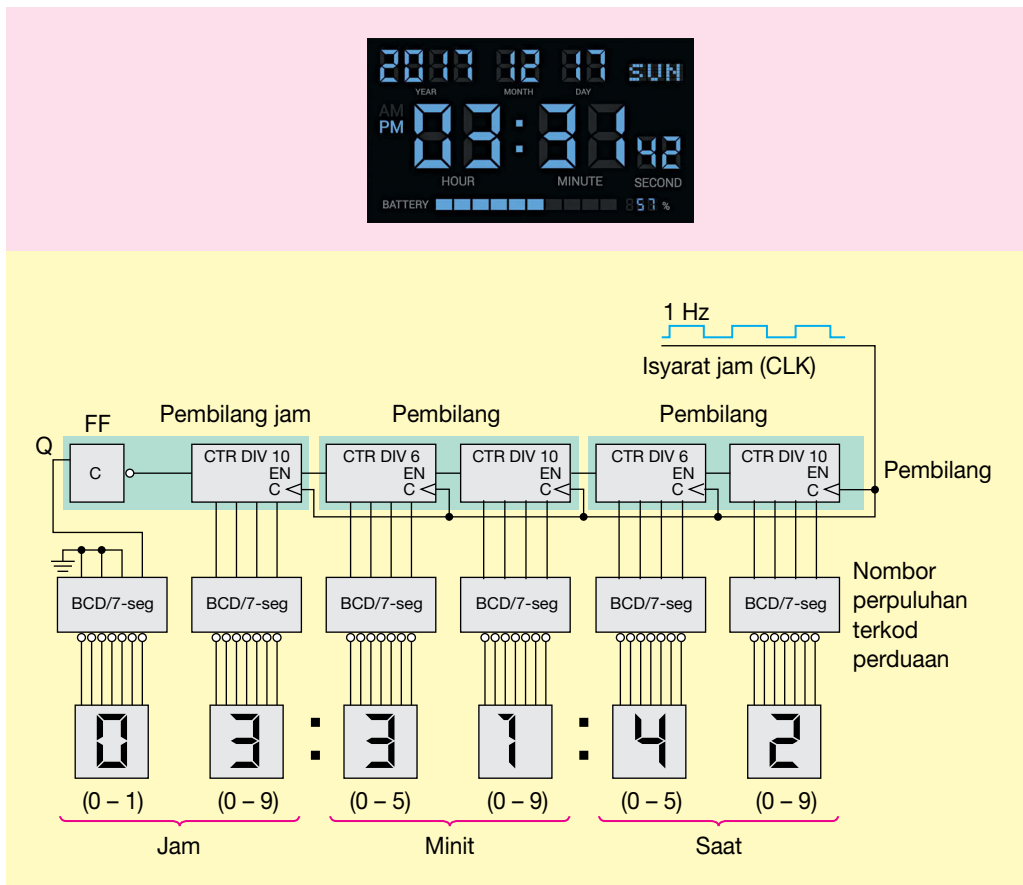 2017 12 17 SUN
YEAR MONTH DAY
AM
PM
03:31 42
HOUR MINUTE SECOND
BATTERY 57 %
1 Hz
Isyarat jam (CLK)
FF Pembilang jam Pembilang Pembilang
Q
C
CTR DIV 10
EN
C
CTR DIV 6
EN
C
CTR DIV 10
EN
C
CTR DIV 6
EN
C
CTR DIV 10
EN
C
Pembilang
BCD/7-seg BCD/7-seg BCD/7-seg BCD/7-seg BCD/7-seg BCD/7-seg
Nombor
perpuluhan
terkod
perduaan
0 3 : 3 1 : 4 2
(0 – 1) (0 – 9) (0 – 5) (0 – 9) (0 – 5) (0 – 9)
Jam Minit Saat